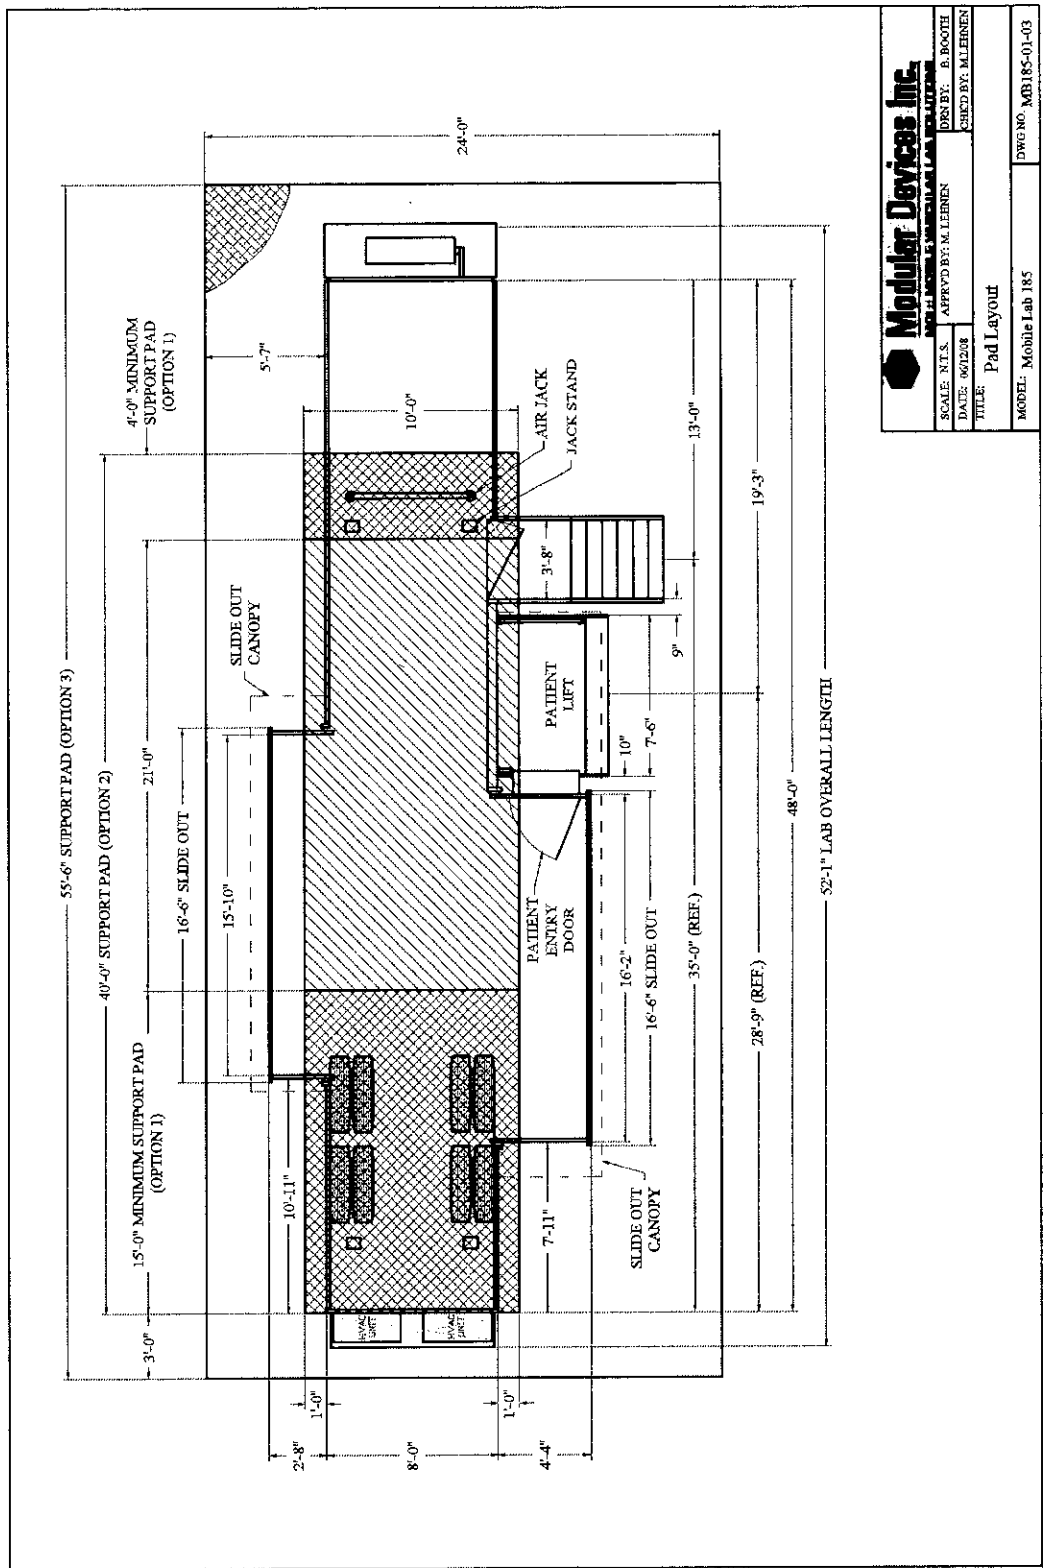 55'-6" SUPPORT PAD (OPTION 3)
40'-0" SUPPORT PAD (OPTION 2)
4'-0" MINIMUM
SUPPORT PAD
(OPTION 1)
3'-0"
15'-0" MINIMUM SUPPORT PAD
(OPTION 1)
21'-0"
16'-6" SLIDE OUT
15'-10"
10'-11"
SLIDE OUT
CANOPY
5'-7"
24'-0"
10'-0"
AIR JACK
JACK STAND
2'-8"
1'-0"
8'-0"
1'-0"
4'-4"
HVAC
UNIT
HVAC
UNIT
PATIENT
ENTRY
DOOR
PATIENT
LIFT
3'-8"
9"
10"
7'-6"
7'-11"
16'-2"
16'-6" SLIDE OUT
SLIDE OUT
CANOPY
35'-0" (REF.)
13'-0"
28'-9" (REF.)
19'-3"
48'-0"
52'-1" LAB OVERALL LENGTH
Modular Devices Inc.
SCALE: N.T.S.
APPRV'D BY: M. LEHNEN
DRN BY: B. BOOTH
DATE: 06/12/08
CHK'D BY: M.LEHNEN
TITLE:
Pad Layout
MODEL: Mobile Lab 185
DWG NO. MB185-01-03